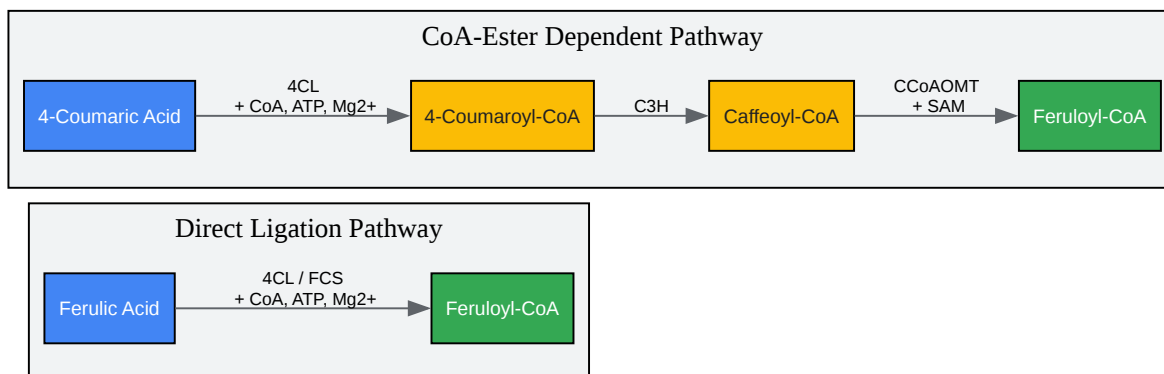 CoA-Ester Dependent Pathway
4-Coumaric Acid
4CL
+ CoA, ATP, Mg2+
4-Coumaroyl-CoA
C3H
Caffeoyl-CoA
CCoAOMT
+ SAM
Feruloyl-CoA
Direct Ligation Pathway
Ferulic Acid
4CL / FCS
+ CoA, ATP, Mg2+
Feruloyl-CoA